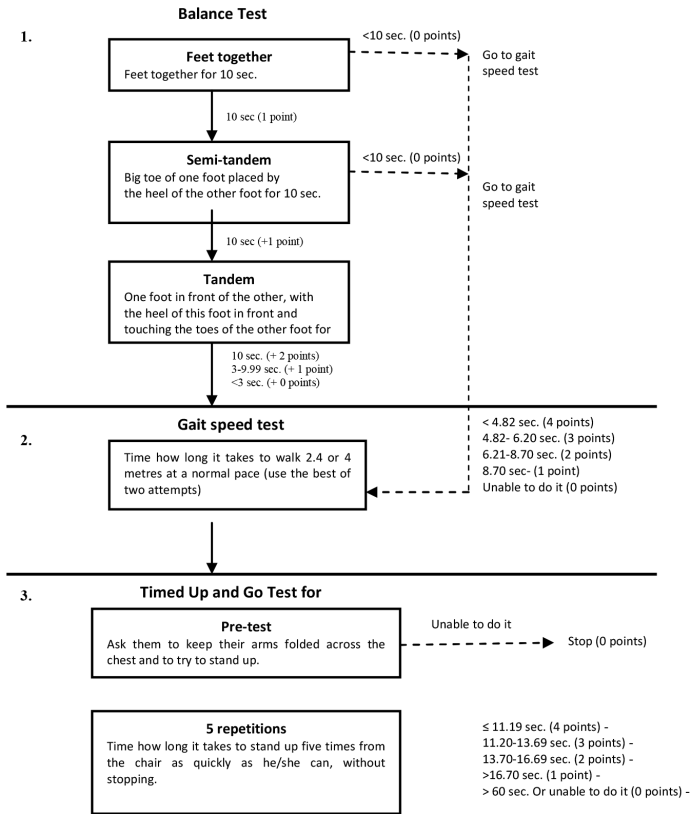 Balance Test
1.
<10 sec. (0 points)
Feet together
Feet together for 10 sec.
Go to gait
speed test
10 sec (1 point)
Semi-tandem
Big toe of one foot placed by
the heel of the other foot for 10 sec.
<10 sec. (0 points)
Go to gait
speed test
10 sec (+1 point)
Tandem
One foot in front of the other, with
the heel of this foot in front and
touching the toes of the other foot for
10 sec. (+ 2 points)
3-9.99 sec. (+ 1 point)
<3 sec. (+ 0 points)
Gait speed test
2.
Time how long it takes to walk 2.4 or 4
metres at a normal pace (use the best of
two attempts)
< 4.82 sec. (4 points)
4.82- 6.20 sec. (3 points)
6.21-8.70 sec. (2 points)
8.70 sec- (1 point)
Unable to do it (0 points)
3.
Timed Up and Go Test for
Pre-test
Ask them to keep their arms folded across the
chest and to try to stand up.
Unable to do it
Stop (0 points)
5 repetitions
Time how long it takes to stand up five times from
the chair as quickly as he/she can, without
stopping.
≤ 11.19 sec. (4 points) -
11.20-13.69 sec. (3 points) -
13.70-16.69 sec. (2 points) -
>16.70 sec. (1 point) -
> 60 sec. Or unable to do it (0 points) -